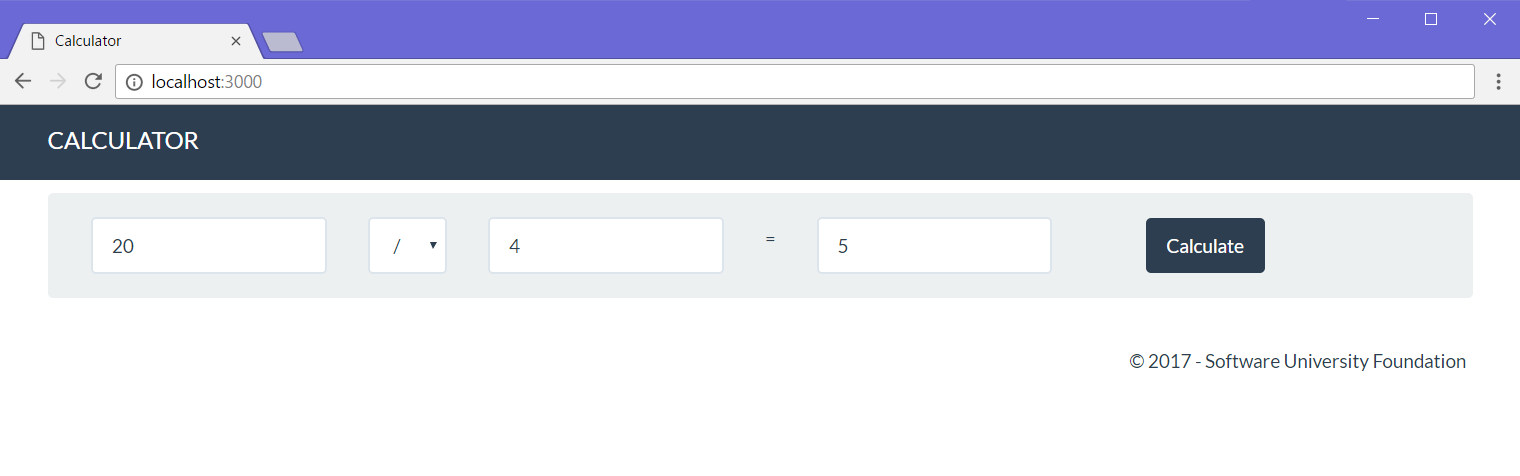 Calculator
localhost:3000
CALCULATOR
20 / 4 = 5 Calculate
© 2017 - Software University Foundation